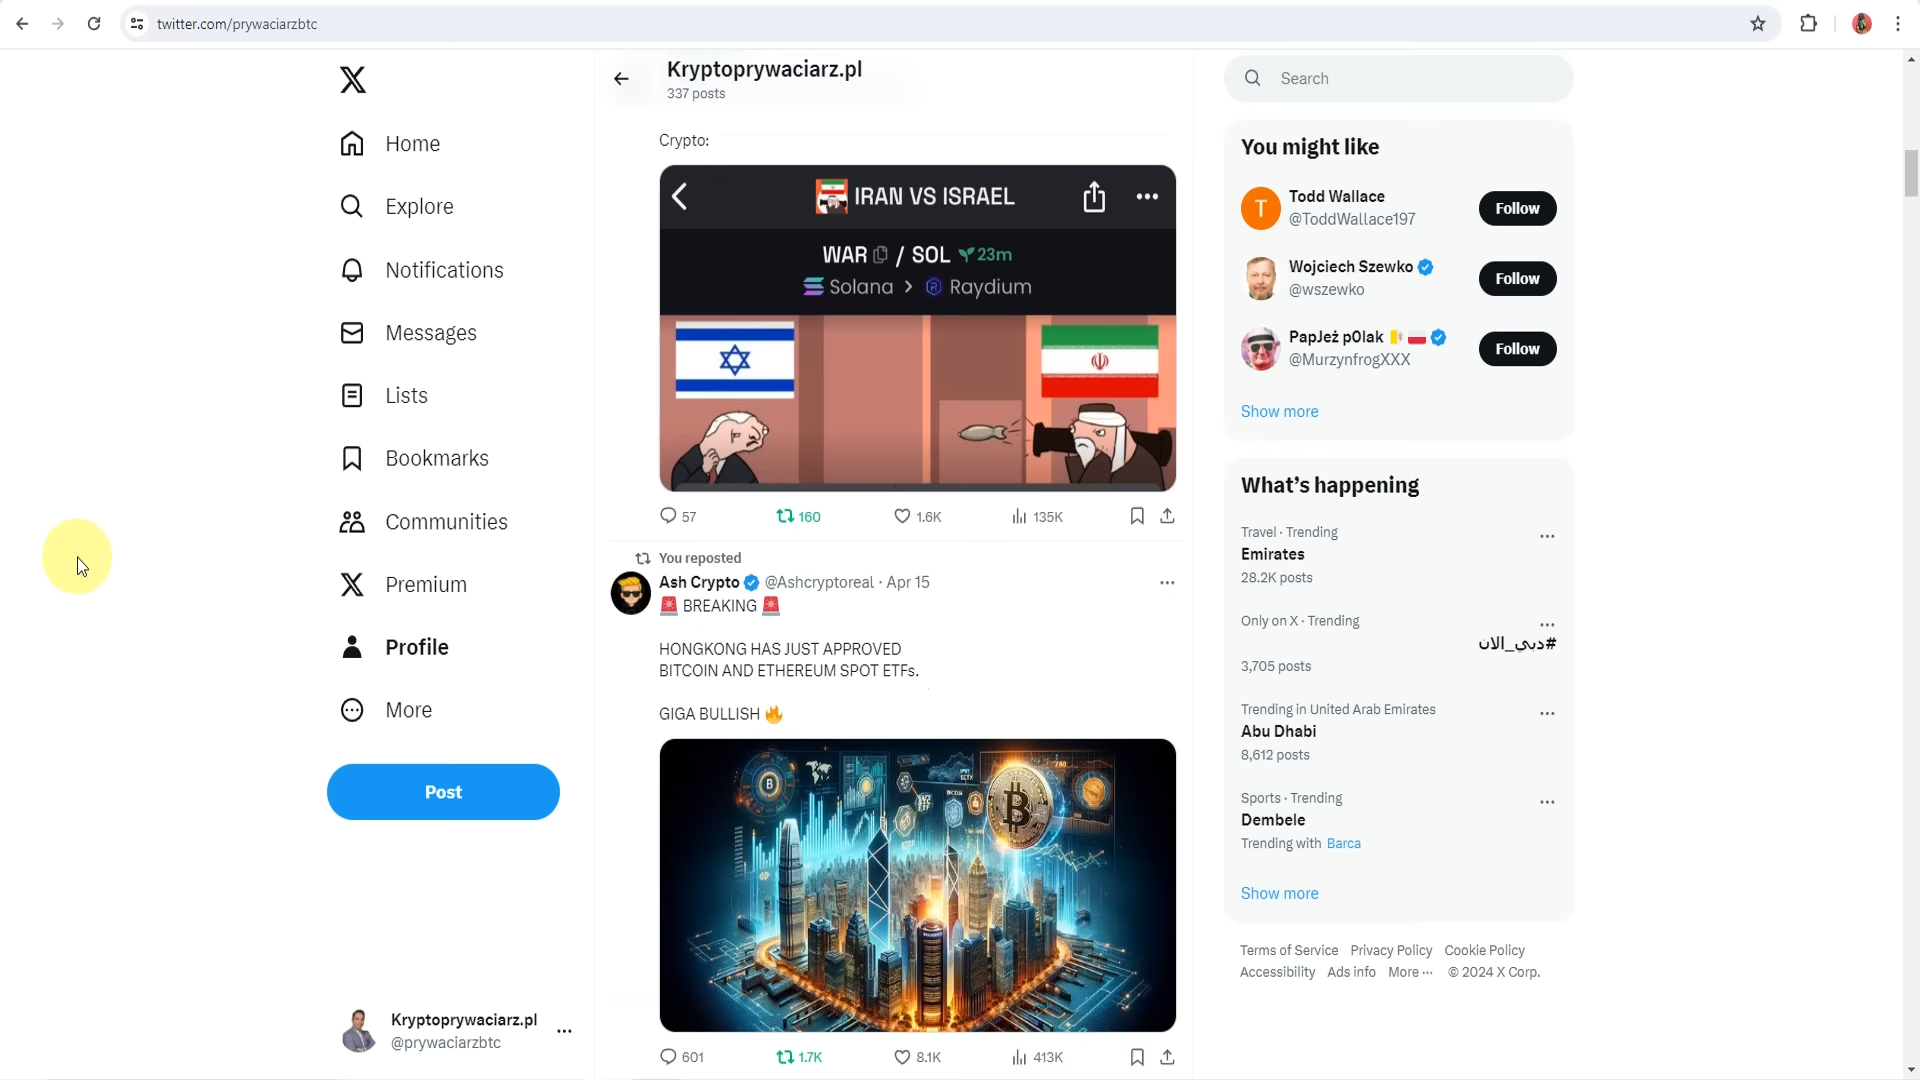 twitter.com/prywaciarzbtc
Home
Explore
Notifications
Messages
Lists
Bookmarks
Communities
Premium
Profile
More
Post
Kryptoprywaciarz.pl
@prywaciarzbtc
Kryptoprywaciarz.pl
337 posts
Crypto:
IRAN VS ISRAEL
WAR / SOL 23m
Solana > Raydium
57 160 1.6K 135K
You reposted
Ash Crypto @Ashcryptoreal · Apr 15
🚨 BREAKING 🚨
HONGKONG HAS JUST APPROVED
BITCOIN AND ETHEREUM SPOT ETFs.
GIGA BULLISH 🔥
601 1.7K 8.1K 413K
Search
You might like
T
Todd Wallace
@ToddWallace197
Follow
Wojciech Szewko
@wszewko
Follow
PapJeż p0lak
@MurzynfrogXXX
Follow
Show more
What's happening
Travel · Trending
Emirates
28.2K posts
Only on X · Trending
#دبي_الان
3,705 posts
Trending in United Arab Emirates
Abu Dhabi
8,612 posts
Sports · Trending
Dembele
Trending with Barca
Show more
Terms of Service Privacy Policy Cookie Policy
Accessibility Ads info More ··· © 2024 X Corp.